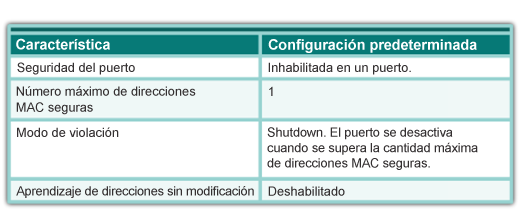 Característica
Configuración predeterminada
Seguridad del puerto
Inhabilitada en un puerto.
Número máximo de direcciones
MAC seguras
1
Modo de violación
Shutdown. El puerto se desactiva
cuando se supera la cantidad máxima
de direcciones MAC seguras.
Aprendizaje de direcciones sin modificación
Deshabilitado